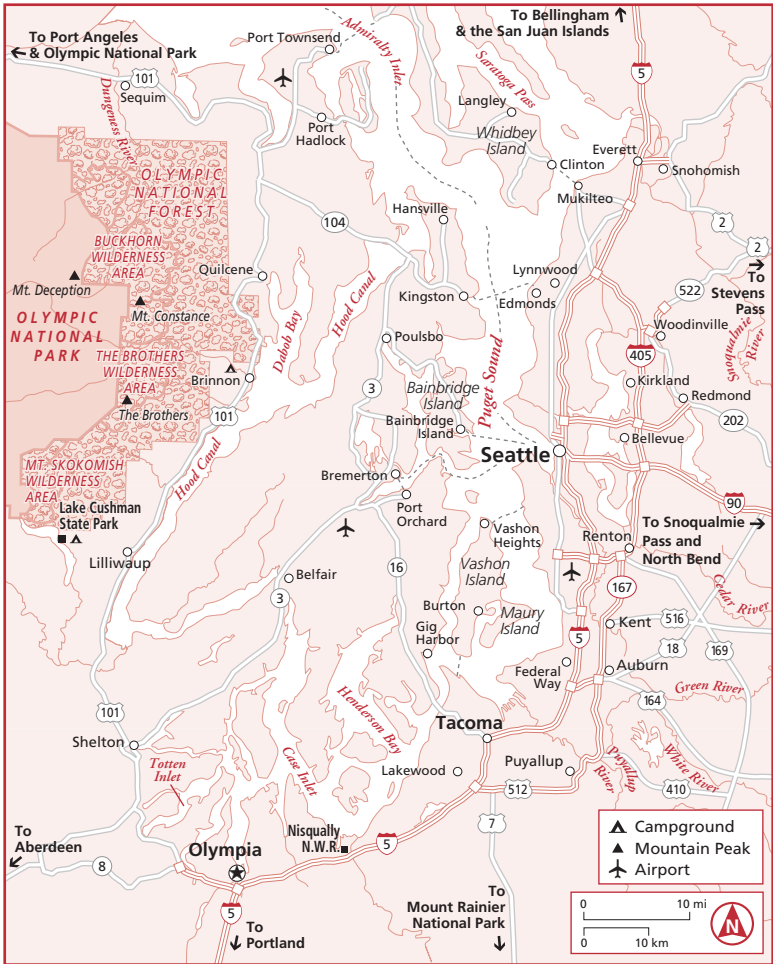 To Port Angeles
& Olympic National Park
Port Townsend
Admiralty Inlet
To Bellingham
& the San Juan Islands
101
Sequim
Dungeness River
Port
Hadlock
Saratoga Pass
Langley
Whidbey
Island
5
Clinton
Everett
Snohomish
Mukilteo
OLYMPIC
NATIONAL
FOREST
BUCKHORN
WILDERNESS
AREA
104
Hansville
2
2
To
Stevens
Pass
Mt. Deception
Mt. Constance
Quilcene
Dabob Bay
Hood Canal
Kingston
Lynnwood
Edmonds
522
Woodinville
Snoqualmie
River
OLYMPIC
NATIONAL
PARK
THE BROTHERS
WILDERNESS
AREA
The Brothers
Brinnon
101
Poulsbo
3
Bainbridge
Island
Bainbridge
Island
Puget Sound
405
Kirkland
Redmond
202
Bellevue
Seattle
Hood Canal
MT. SKOKOMISH
WILDERNESS
AREA
Lake Cushman
State Park
Lilliwaup
Bremerton
Port
Orchard
90
To Snoqualmie
Pass and
North Bend
Vashon
Heights
Vashon
Island
Renton
167
Cedar River
Belfair
3
16
Burton
Maury
Island
Gig
Harbor
5
Kent
516
18
169
Federal
Way
Auburn
Green River
164
101
Shelton
Henderson Bay
Case Inlet
Totten
Inlet
Tacoma
Lakewood
Puyallup
Puyallup
River
White River
512
410
7
To
Aberdeen
8
Olympia
Nisqually
N.W.R.
5
5
To
Portland
To
Mount Rainier
National Park
Campground
Mountain Peak
Airport
0 10 mi
0 10 km
N